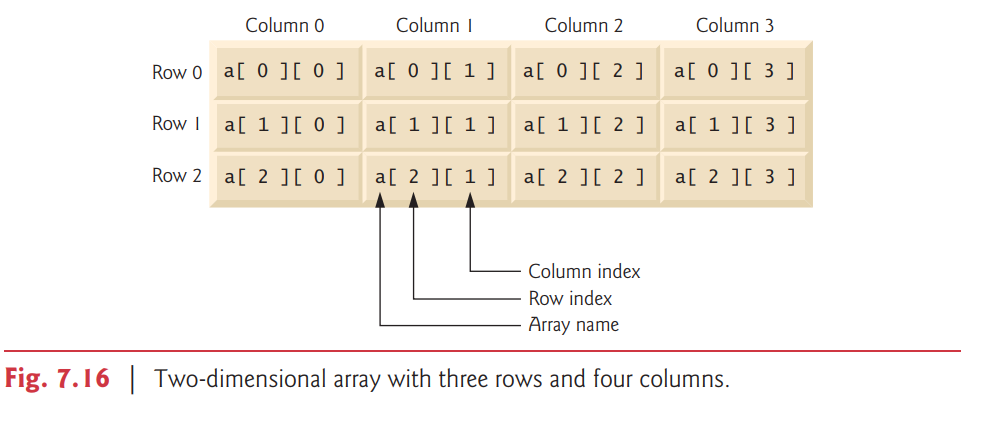 Column 0 Column 1 Column 2 Column 3
Row 0 a[ 0 ][ 0 ] a[ 0 ][ 1 ] a[ 0 ][ 2 ] a[ 0 ][ 3 ]
Row 1 a[ 1 ][ 0 ] a[ 1 ][ 1 ] a[ 1 ][ 2 ] a[ 1 ][ 3 ]
Row 2 a[ 2 ][ 0 ] a[ 2 ][ 1 ] a[ 2 ][ 2 ] a[ 2 ][ 3 ]
Column index
Row index
Array name
Fig. 7.16 | Two-dimensional array with three rows and four columns.